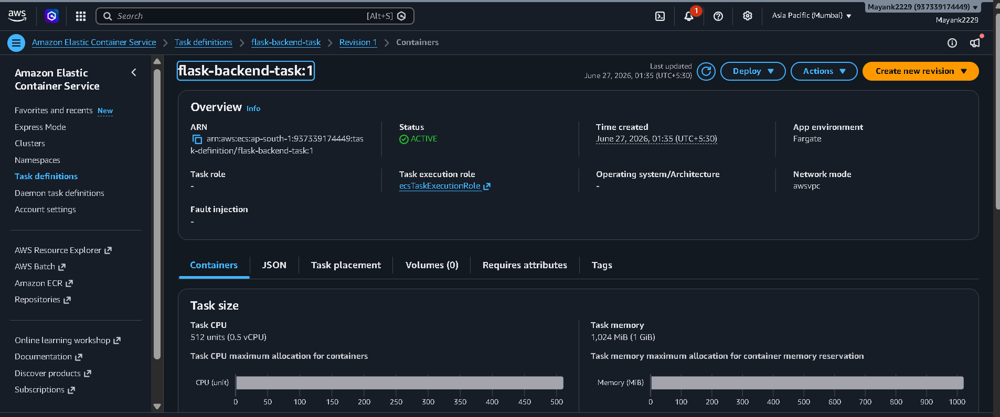 aws
Search
[Alt+S]
1
Asia Pacific (Mumbai)
Mayank2229 (937339174449)
Mayank2229
Amazon Elastic Container Service
Task definitions
flask-backend-task
Revision 1
Containers
Amazon Elastic
Container Service
Favorites and recents New
Express Mode
Clusters
Namespaces
Task definitions
Daemon task definitions
Account settings
AWS Resource Explorer
AWS Batch
Amazon ECR
Repositories
Online learning workshop
Documentation
Discover products
Subscriptions
flask-backend-task:1
Last updated
June 27, 2026, 01:35 (UTC+5:30)
Deploy
Actions
Create new revision
Overview Info
ARN
arn:aws:ecs:ap-south-1:937339174449:tas
k-definition/flask-backend-task:1
Status
ACTIVE
Time created
June 27, 2026, 01:35 (UTC+5:30)
App environment
Fargate
Task role
-
Task execution role
ecsTaskExecutionRole
Operating system/Architecture
-
Network mode
awsvpc
Fault injection
-
Containers
JSON
Task placement
Volumes (0)
Requires attributes
Tags
Task size
Task CPU
512 units (0.5 vCPU)
Task CPU maximum allocation for containers
CPU (unit)
0 50 100 150 200 250 300 350 400 450 500
Task memory
1,024 MiB (1 GiB)
Task memory maximum allocation for container memory reservation
Memory (MiB)
0 100 200 300 400 500 600 700 800 900 1000